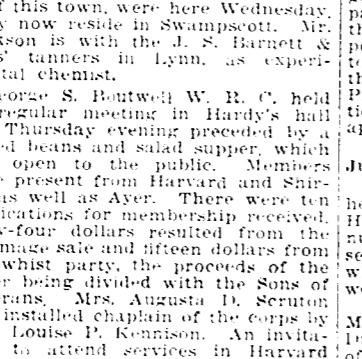 f this town, were here Wednesday.
y now reside in Swampscott. Mr.
kson is with the J. S. Barnett &
s' tanners in Lynn, as experi-
tal chemist.
eorge S. Boutwell W. R. C. held
regular meeting in Hardy's hall
Thursday evening preceded by a
ed beans and salad supper, which
open to the public. Members
e present from Harvard and Shir-
as well as Ayer. There were ten
ications for membership received.
y-four dollars resulted from the
mage sale and fifteen dollars from
whist party, the proceeds of the
er being divided with the Sons of
erans. Mrs. Augusta D. Scruton
installed chaplain of the corps by
Louise P. Kennison. An invita-
to attend services in Harvard